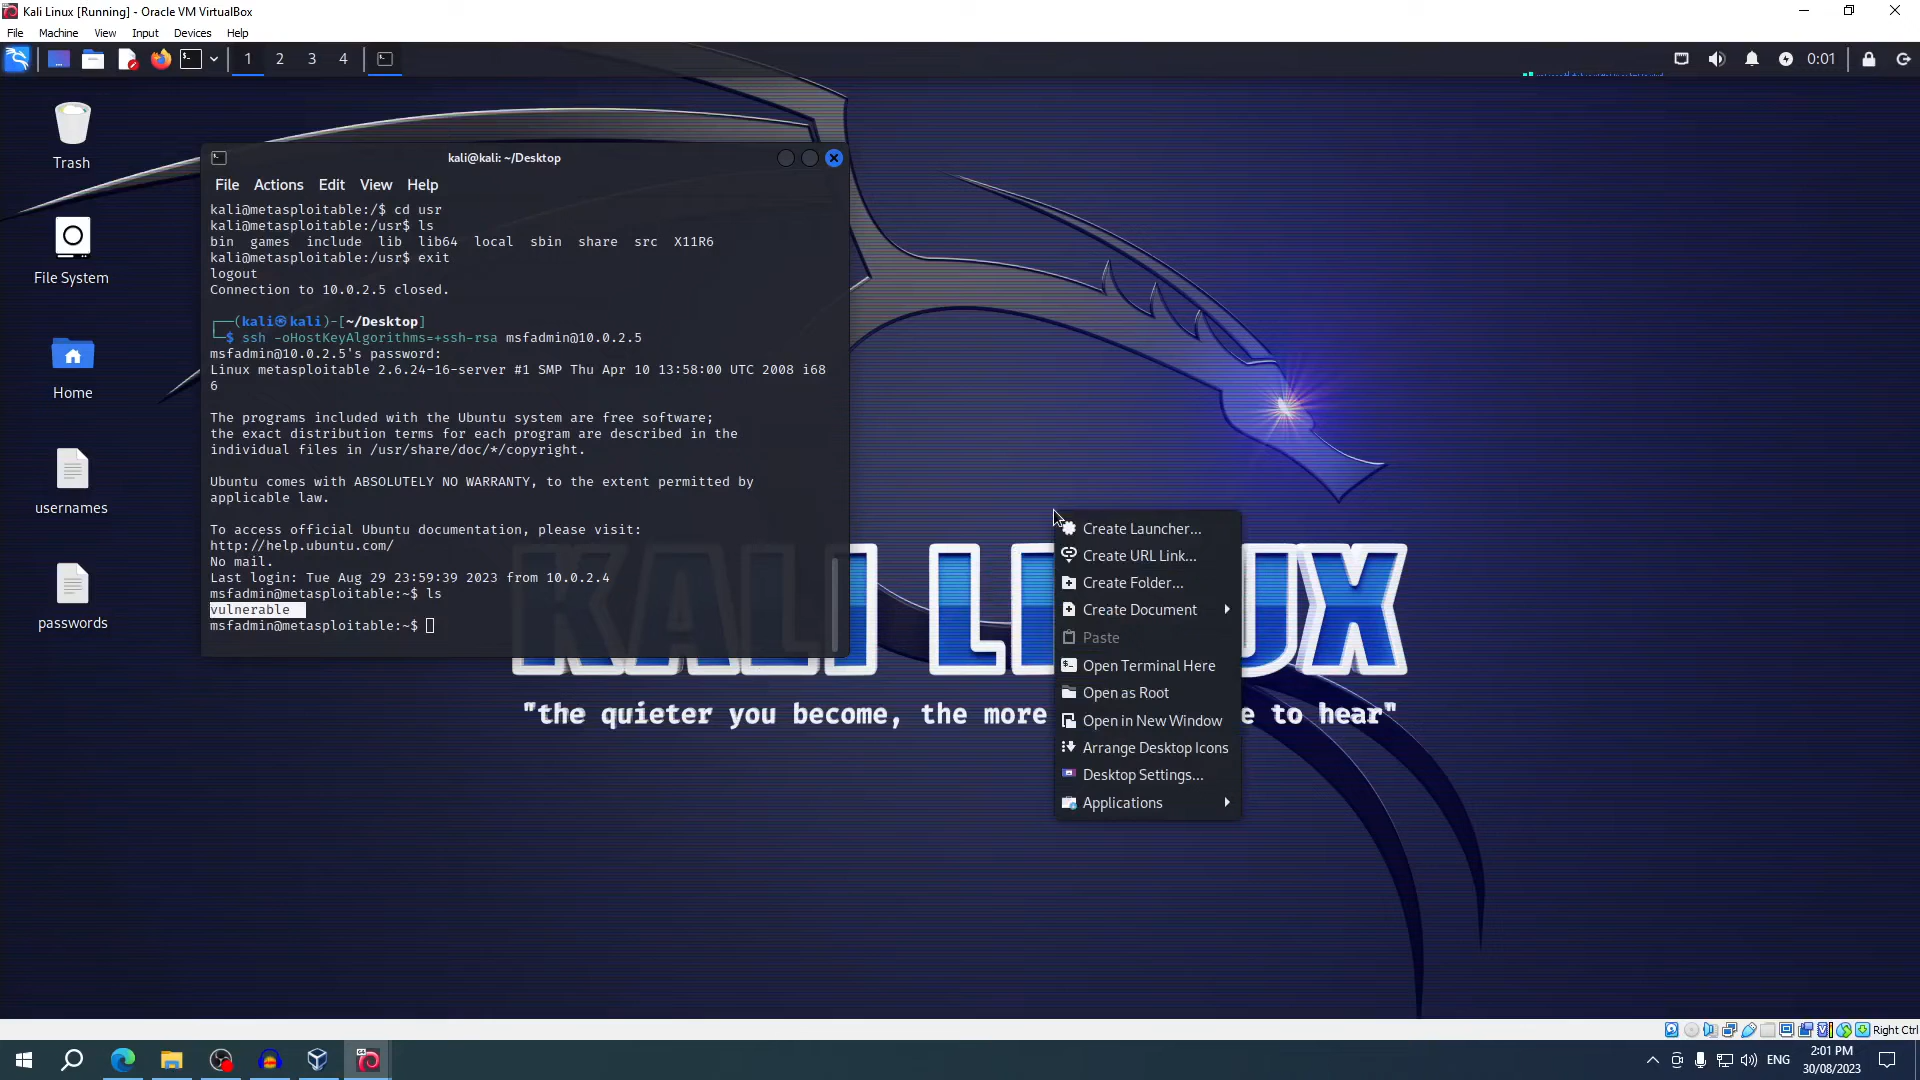 Kali Linux [Running] - Oracle VM VirtualBox
File Machine View Input Devices Help
1 2 3 4
0:01
Trash
File System
Home
usernames
passwords
kali@kali: ~/Desktop
File Actions Edit View Help
kali@metasploitable:/$ cd usr
kali@metasploitable:/usr$ ls
bin games include lib lib64 local sbin share src X11R6
kali@metasploitable:/usr$ exit
logout
Connection to 10.0.2.5 closed.
┌──(kali㉿kali)-[~/Desktop]
└─$ ssh -oHostKeyAlgorithms=+ssh-rsa msfadmin@10.0.2.5
msfadmin@10.0.2.5's password:
Linux metasploitable 2.6.24-16-server #1 SMP Thu Apr 10 13:58:00 UTC 2008 i68
6
The programs included with the Ubuntu system are free software;
the exact distribution terms for each program are described in the
individual files in /usr/share/doc/*/copyright.
Ubuntu comes with ABSOLUTELY NO WARRANTY, to the extent permitted by
applicable law.
To access official Ubuntu documentation, please visit:
http://help.ubuntu.com/
No mail.
Last login: Tue Aug 29 23:59:39 2023 from 10.0.2.4
msfadmin@metasploitable:~$ ls
vulnerable
msfadmin@metasploitable:~$
Create Launcher...
Create URL Link...
Create Folder...
Create Document
Paste
Open Terminal Here
Open as Root
Open in New Window
Arrange Desktop Icons
Desktop Settings...
Applications
KALI LINUX
"the quieter you become, the more e to hear"
Right Ctrl
ENG
2:01 PM
30/08/2023